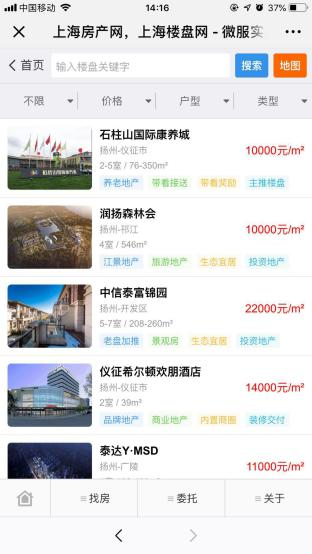 中国移动
14:16
37%
上海房产网，上海楼盘网 - 微服实
首页
输入楼盘关键字
搜索
地图
不限
价格
户型
类型
石柱山国际康养城
扬州-仪征市
10000元/m²
2-5室 / 76-350m²
养老地产 带看接送 带看奖励 主推楼盘
润扬森林会
扬州-邗江
10000元/m²
4室 / 546m²
江景地产 旅游地产 生态宜居 投资地产
中信泰富锦园
扬州-开发区
22000元/m²
5-7室 / 208-260m²
老盘加推 景观房 生态宜居 投资地产
仪征希尔顿欢朋酒店
扬州-仪征市
14000元/m²
2室 / 39m²
品牌地产 商业地产 内置商圈 装修交付
泰达Y·MSD
扬州-广陵
11000元/m²
找房
委托
关于